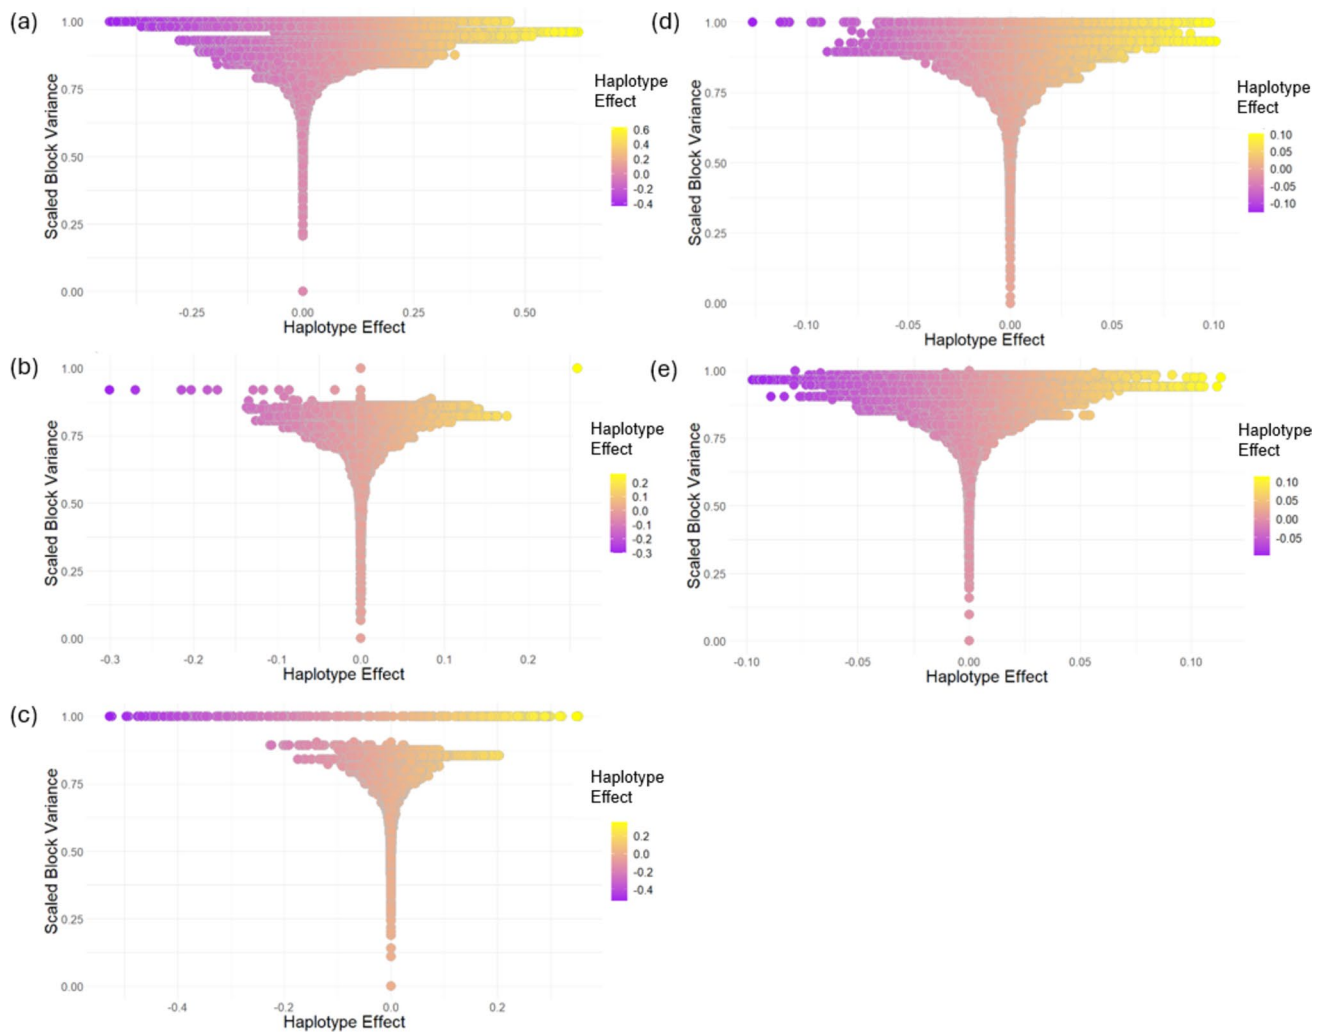 (a)
Scaled Block Variance
1.00
0.75
0.50
0.25
0.00
-0.25
0.00
0.25
0.50
Haplotype Effect
Haplotype
Effect
0.6
0.4
0.2
0.0
-0.2
-0.4
(d)
Scaled Block Variance
1.00
0.75
0.50
0.25
0.00
-0.10
-0.05
0.00
0.05
0.10
Haplotype Effect
Haplotype
Effect
0.10
0.05
0.00
-0.05
-0.10
(b)
Scaled Block Variance
1.00
0.75
0.50
0.25
0.00
-0.3
-0.2
-0.1
0.0
0.1
0.2
Haplotype Effect
Haplotype
Effect
0.2
0.1
0.0
-0.1
-0.2
-0.3
(e)
Scaled Block Variance
1.00
0.75
0.50
0.25
0.00
-0.10
-0.05
0.00
0.05
0.10
Haplotype Effect
Haplotype
Effect
0.10
0.05
0.00
-0.05
(c)
Scaled Block Variance
1.00
0.75
0.50
0.25
0.00
-0.4
-0.2
0.0
0.2
Haplotype Effect
Haplotype
Effect
0.2
0.0
-0.2
-0.4